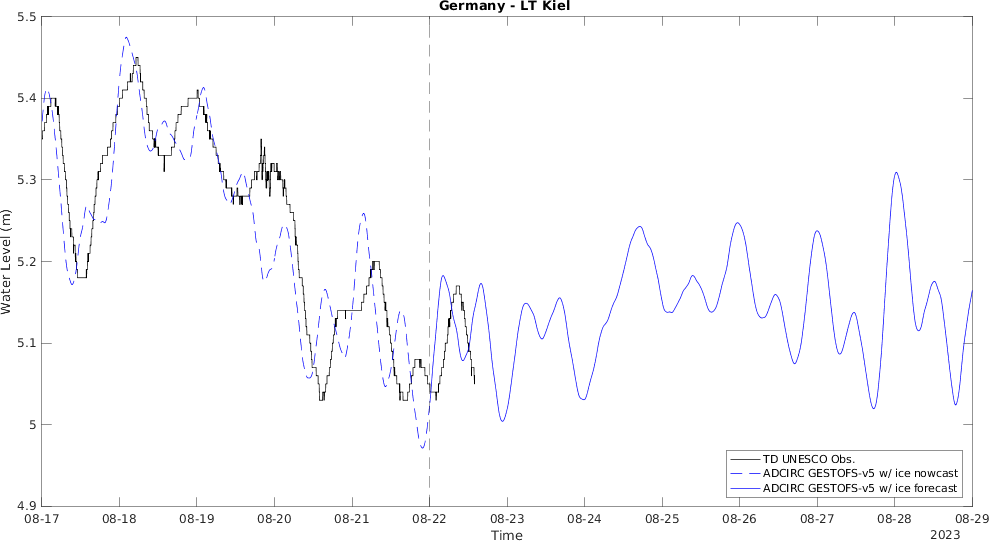 Germany - LT Kiel
5.5
5.4
5.3
5.2
5.1
5
4.9
Water Level (m)
TD UNESCO Obs.
ADCIRC GESTOFS-v5 w/ ice nowcast
ADCIRC GESTOFS-v5 w/ ice forecast
08-17 08-18 08-19 08-20 08-21 08-22 08-23 08-24 08-25 08-26 08-27 08-28 08-29
Time
2023